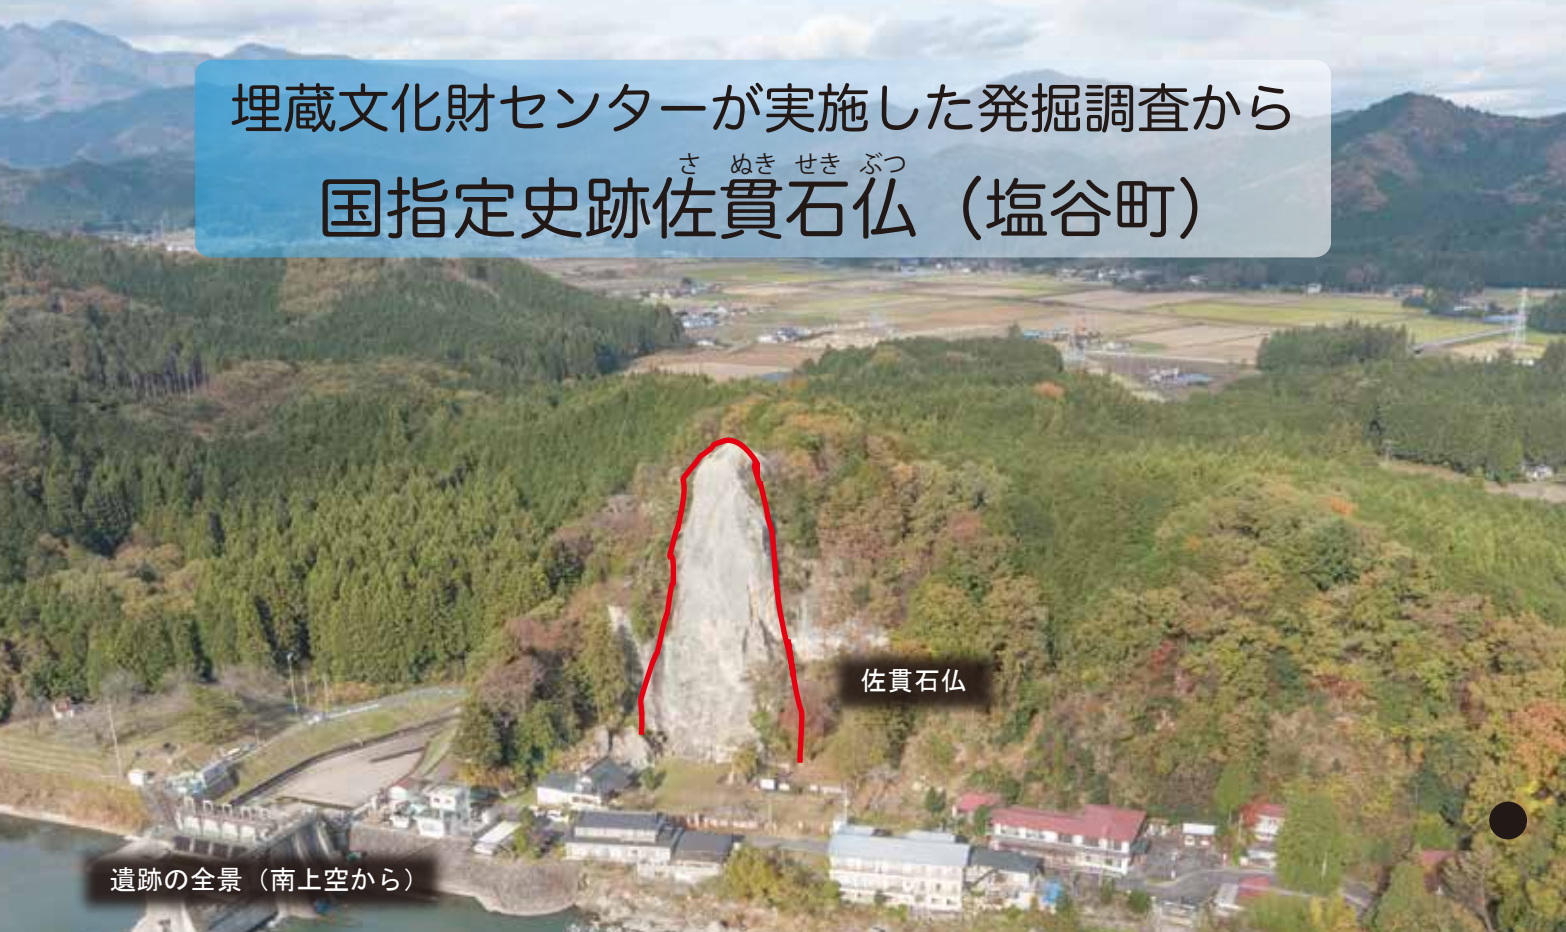 埋蔵文化財センターが実施した発掘調査から
さ ぬき せき ぶつ
国指定史跡佐貫石仏（塩谷町）
佐貫石仏
遺跡の全景（南上空から）